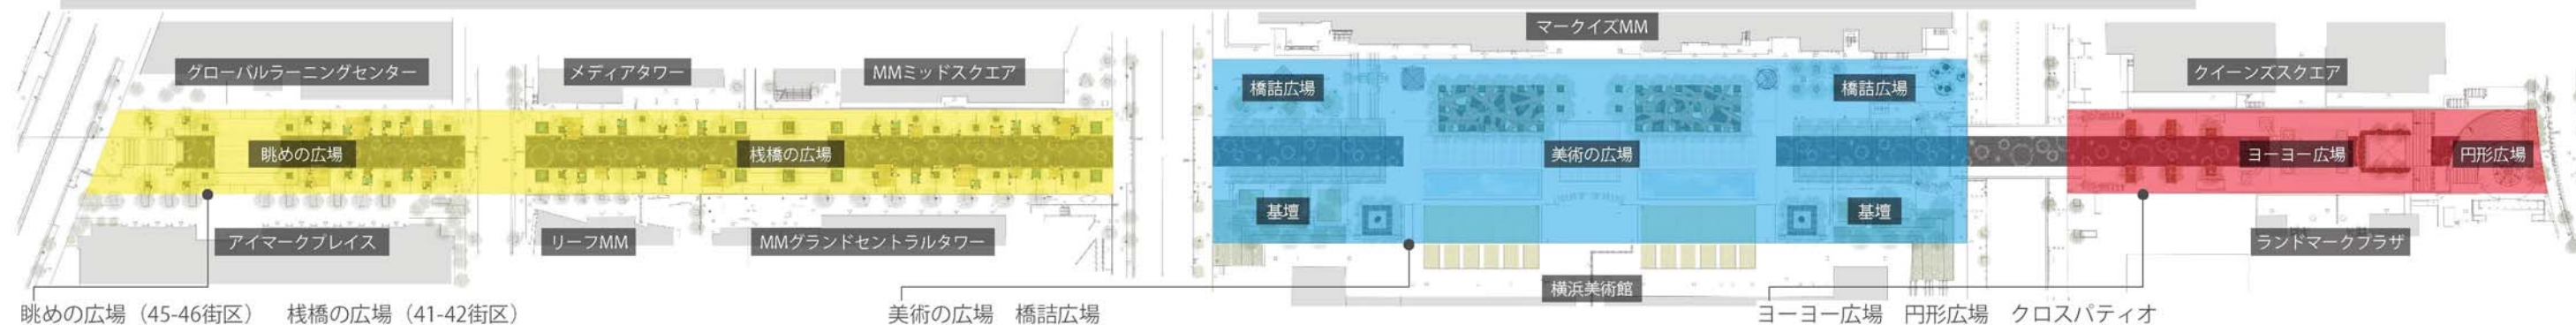 マークイズMM
グローバルラーニングセンター
メディアタワー
MMミッドスクエア
クイーンズスクエア
橋詰広場
橋詰広場
眺めの広場
桟橋の広場
美術の広場
ヨーヨー広場
円形広場
基壇
基壇
アイマークプレイス
リーフMM
MMグランドセントラルタワー
ランドマークプラザ
横浜美術館
眺めの広場（45-46街区） 桟橋の広場（41-42街区）
美術の広場 橋詰広場
ヨーヨー広場 円形広場 クロスパティオ